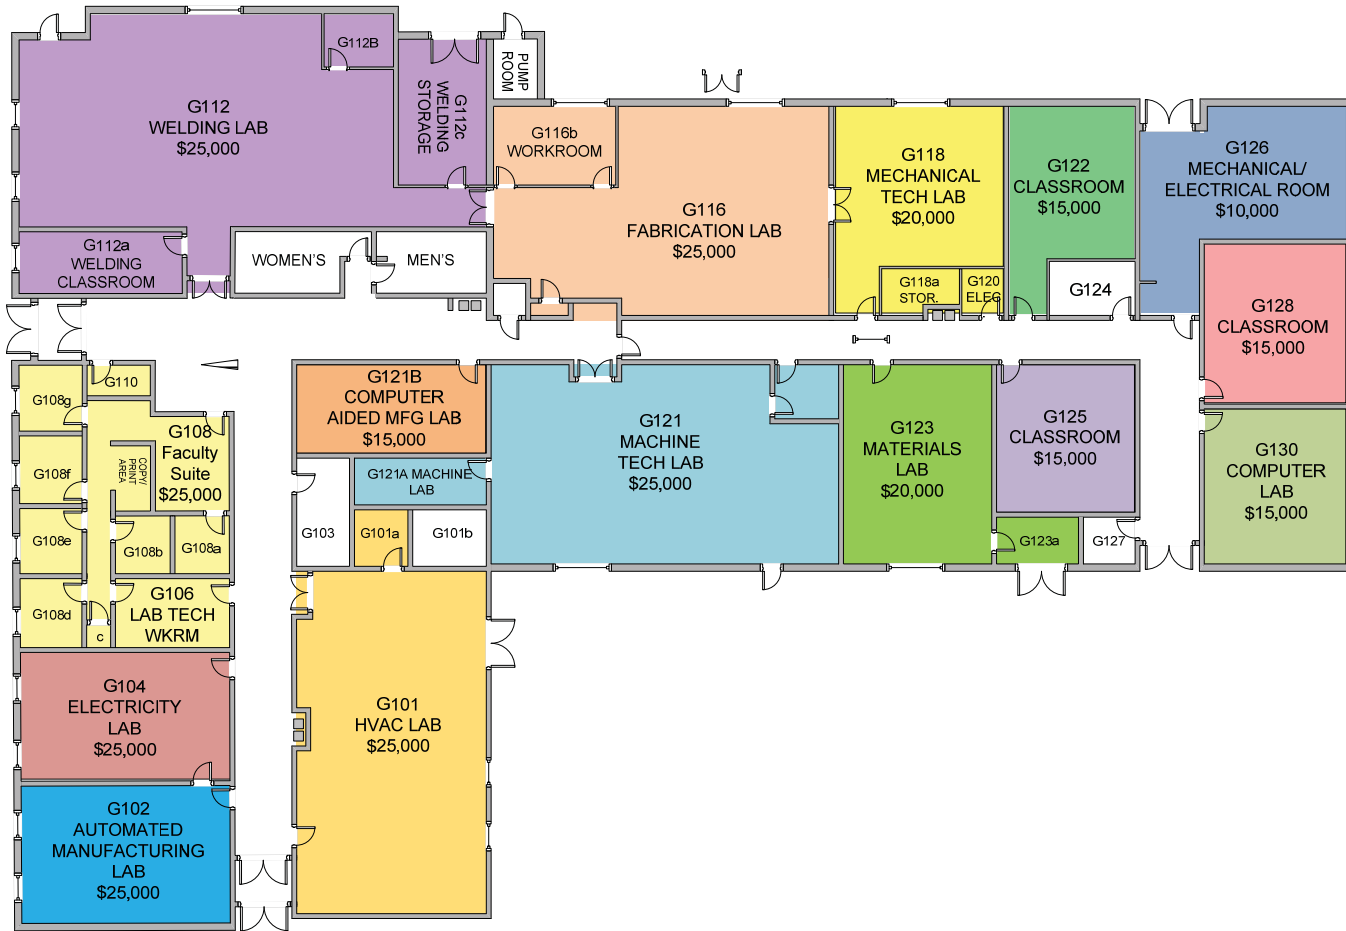 G112B
PUMP
ROOM
G112
WELDING LAB
$25,000
G112c
WELDING
STORAGE
G116b
WORKROOM
G118
MECHANICAL
TECH LAB
$20,000
G122
CLASSROOM
$15,000
G126
MECHANICAL/
ELECTRICAL ROOM
$10,000
G116
FABRICATION LAB
$25,000
G112a
WELDING
CLASSROOM
WOMEN'S
MEN'S
G118a
STOR.
G120
ELEC
G124
G128
CLASSROOM
$15,000
G110
G108g
G121B
COMPUTER
AIDED MFG LAB
$15,000
G121
MACHINE
TECH LAB
$25,000
G123
MATERIALS
LAB
$20,000
G125
CLASSROOM
$15,000
G130
COMPUTER
LAB
$15,000
G108
Faculty
Suite
$25,000
COPY/
PRINT
AREA
G108f
G121A MACHINE
LAB
G103
G101a
G101b
G123a
G127
G108e
G108b
G108a
G108d
c
G106
LAB TECH
WKRM
G104
ELECTRICITY
LAB
$25,000
G101
HVAC LAB
$25,000
G102
AUTOMATED
MANUFACTURING
LAB
$25,000